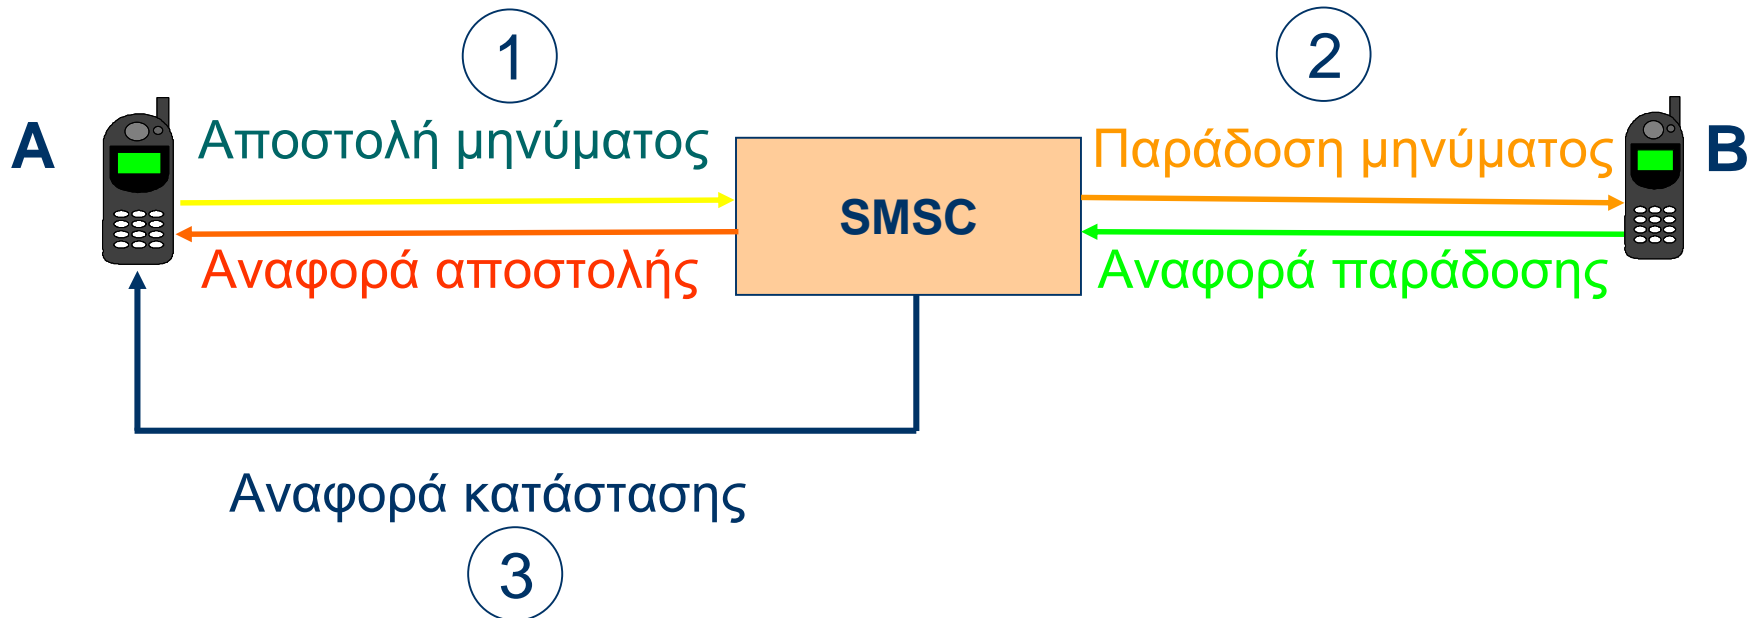 1
2
A
Αποστολή μηνύματος
Παράδοση μηνύματος
B
SMSC
Αναφορά αποστολής
Αναφορά παράδοσης
Αναφορά κατάστασης
3